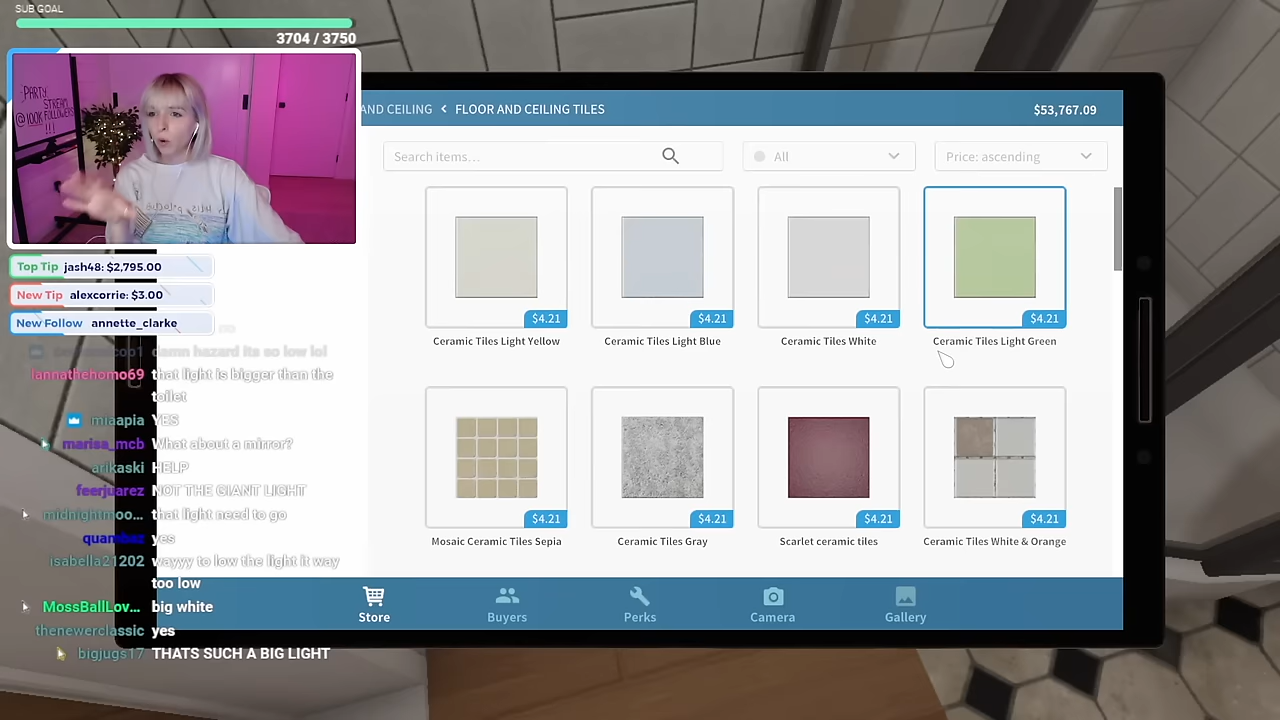 SUB GOAL
3704 / 3750
PARTY
STREAM
@100K FOLLOWERS
!!!
Top Tip jash48: $2,795.00
New Tip alexcorrie: $3.00
New Follow annette_clarke
damn hazard its so low lol
lannathehomo69 that light is bigger than the
toilet
miaapia YES
marisa_mcb What about a mirror?
arikaski HELP
feerjuarez NOT THE GIANT LIGHT
midnightmoo... that light need to go
quambaz yes
isabella21202 wayyy to low the light it way
too low
MossBallLov... big white
thenewerclassic yes
bigjugs17 THATS SUCH A BIG LIGHT
AND CEILING < FLOOR AND CEILING TILES
$53,767.09
Search items...
All
Price: ascending
$4.21 $4.21 $4.21 $4.21
Ceramic Tiles Light Yellow
Ceramic Tiles Light Blue
Ceramic Tiles White
Ceramic Tiles Light Green
$4.21 $4.21 $4.21 $4.21
Mosaic Ceramic Tiles Sepia
Ceramic Tiles Gray
Scarlet ceramic tiles
Ceramic Tiles White & Orange
Store
Buyers
Perks
Camera
Gallery